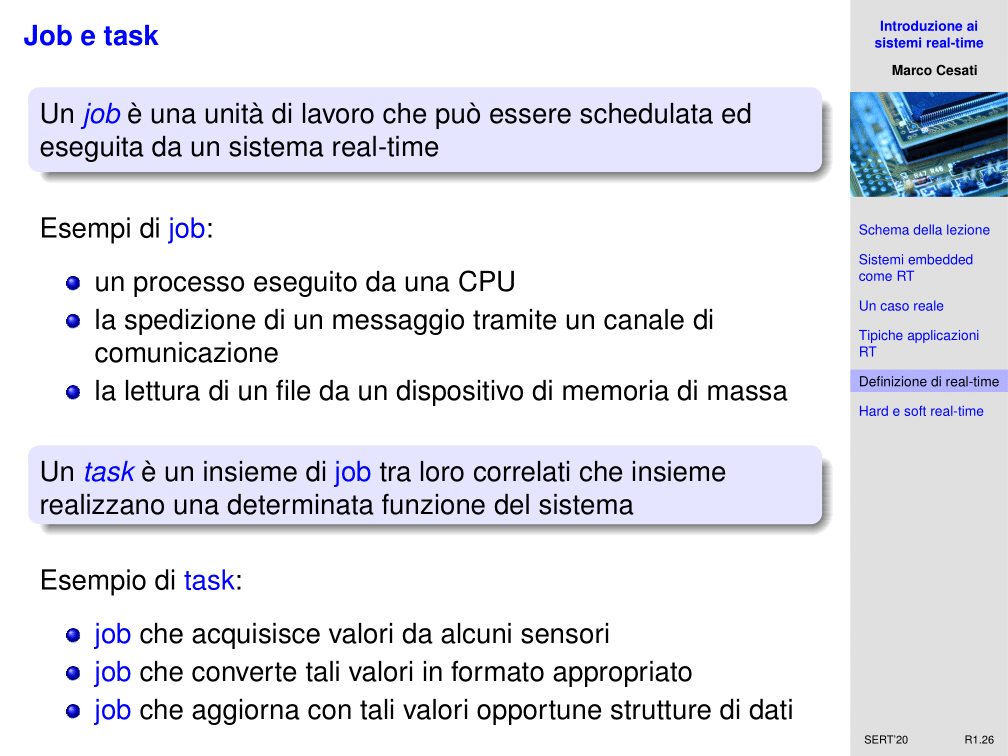 Job e task
Un job è una unità di lavoro che può essere schedulata ed
eseguita da un sistema real-time
Esempi di job:
un processo eseguito da una CPU
la spedizione di un messaggio tramite un canale di
comunicazione
la lettura di un file da un dispositivo di memoria di massa
Un task è un insieme di job tra loro correlati che insieme
realizzano una determinata funzione del sistema
Esempio di task:
job che acquisisce valori da alcuni sensori
job che converte tali valori in formato appropriato
job che aggiorna con tali valori opportune strutture di dati
Introduzione ai
sistemi real-time
Marco Cesati
R47 R46
Schema della lezione
Sistemi embedded
come RT
Un caso reale
Tipiche applicazioni
RT
Definizione di real-time
Hard e soft real-time
SERT'20 R1.26